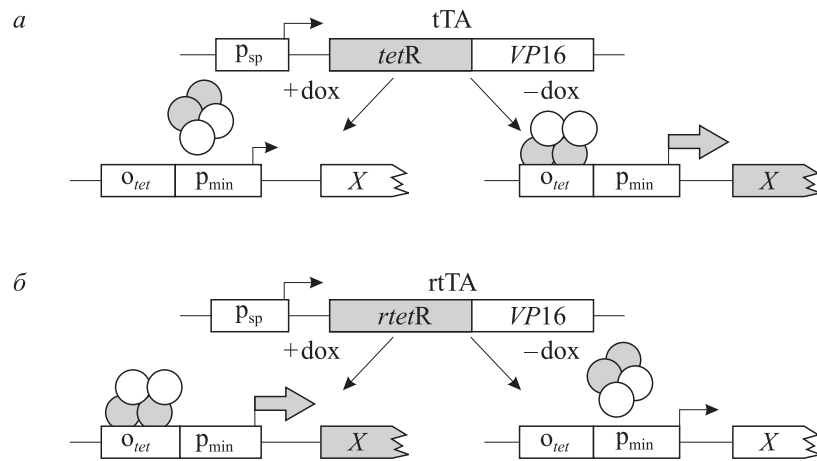 а
tTA
p_sp tetR VP16
+dox −dox
o_tet p_min X o_tet p_min X
б
rtTA
p_sp rtetR VP16
+dox −dox
o_tet p_min X o_tet p_min X